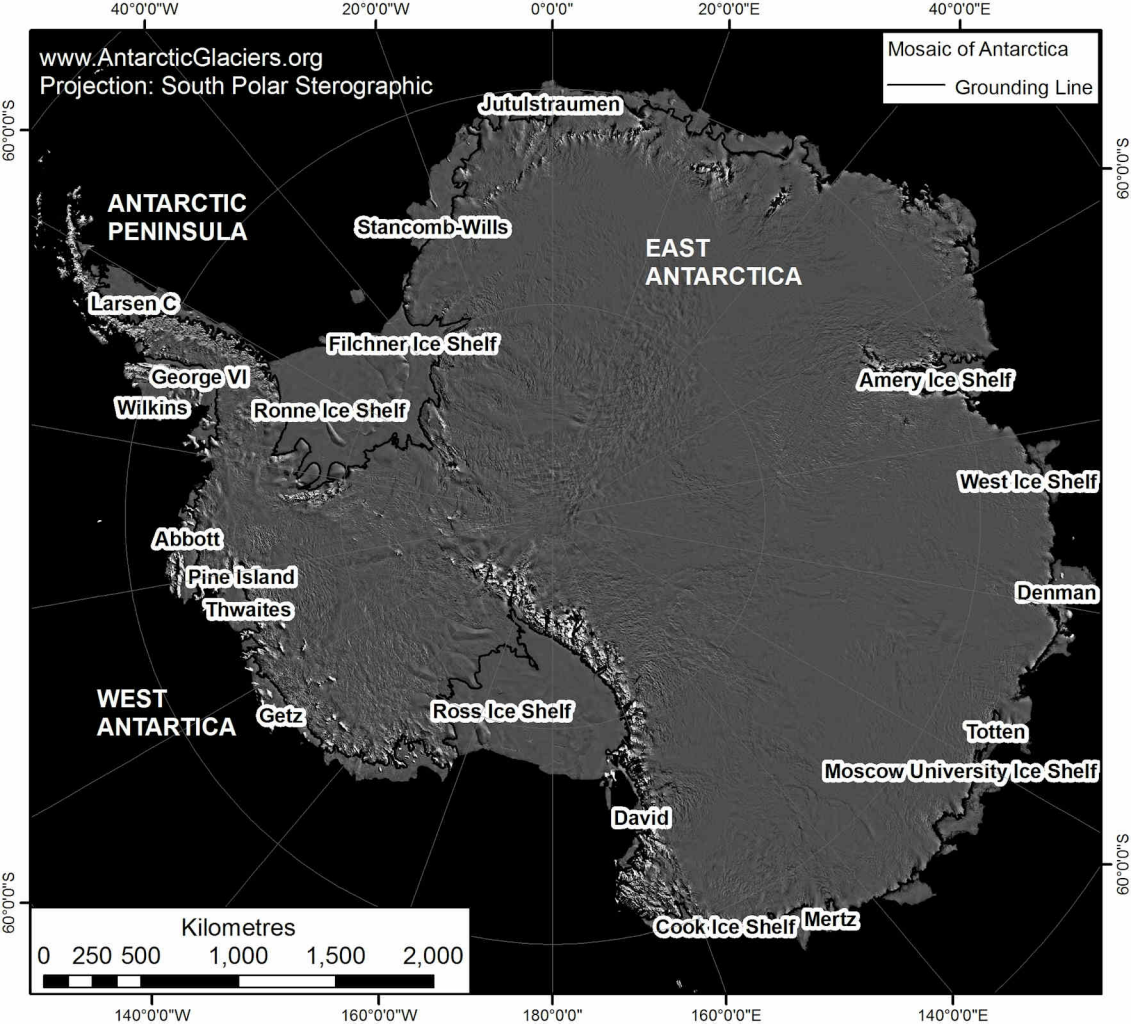 40°0'0"W
20°0'0"W
0°0'0"
20°0'0"E
40°0'0"E
www.AntarcticGlaciers.org
Projection: South Polar Sterographic
Mosaic of Antarctica
Grounding Line
60°0'0"S
60°0'0"S
Jutulstraumen
ANTARCTIC
PENINSULA
Stancomb-Wills
EAST
ANTARCTICA
Larsen C
Filchner Ice Shelf
George VI
Amery Ice Shelf
Wilkins
Ronne Ice Shelf
West Ice Shelf
Abbott
Pine Island
Denman
Thwaites
WEST
ANTARTICA
Getz
Ross Ice Shelf
Totten
Moscow University Ice Shelf
David
Cook Ice Shelf
Mertz
60°0'0"S
60°0'0"S
Kilometres
0 250 500 1,000 1,500 2,000
140°0'0"W
160°0'0"W
180°0'0"
160°0'0"E
140°0'0"E